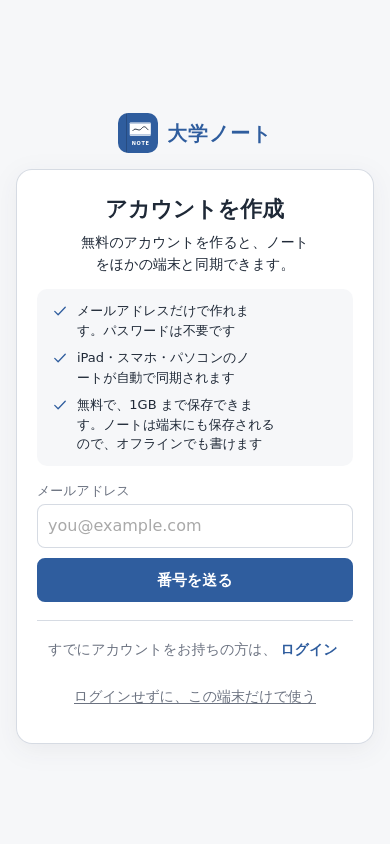 NOTE
大学ノート
アカウントを作成
無料のアカウントを作ると、ノート
をほかの端末と同期できます。
メールアドレスだけで作れま
す。パスワードは不要です
iPad・スマホ・パソコンのノ
ートが自動で同期されます
無料で、1GB まで保存できま
す。ノートは端末にも保存される
ので、オフラインでも書けます
メールアドレス
you@example.com
番号を送る
すでにアカウントをお持ちの方は、 ログイン
ログインせずに、この端末だけで使う